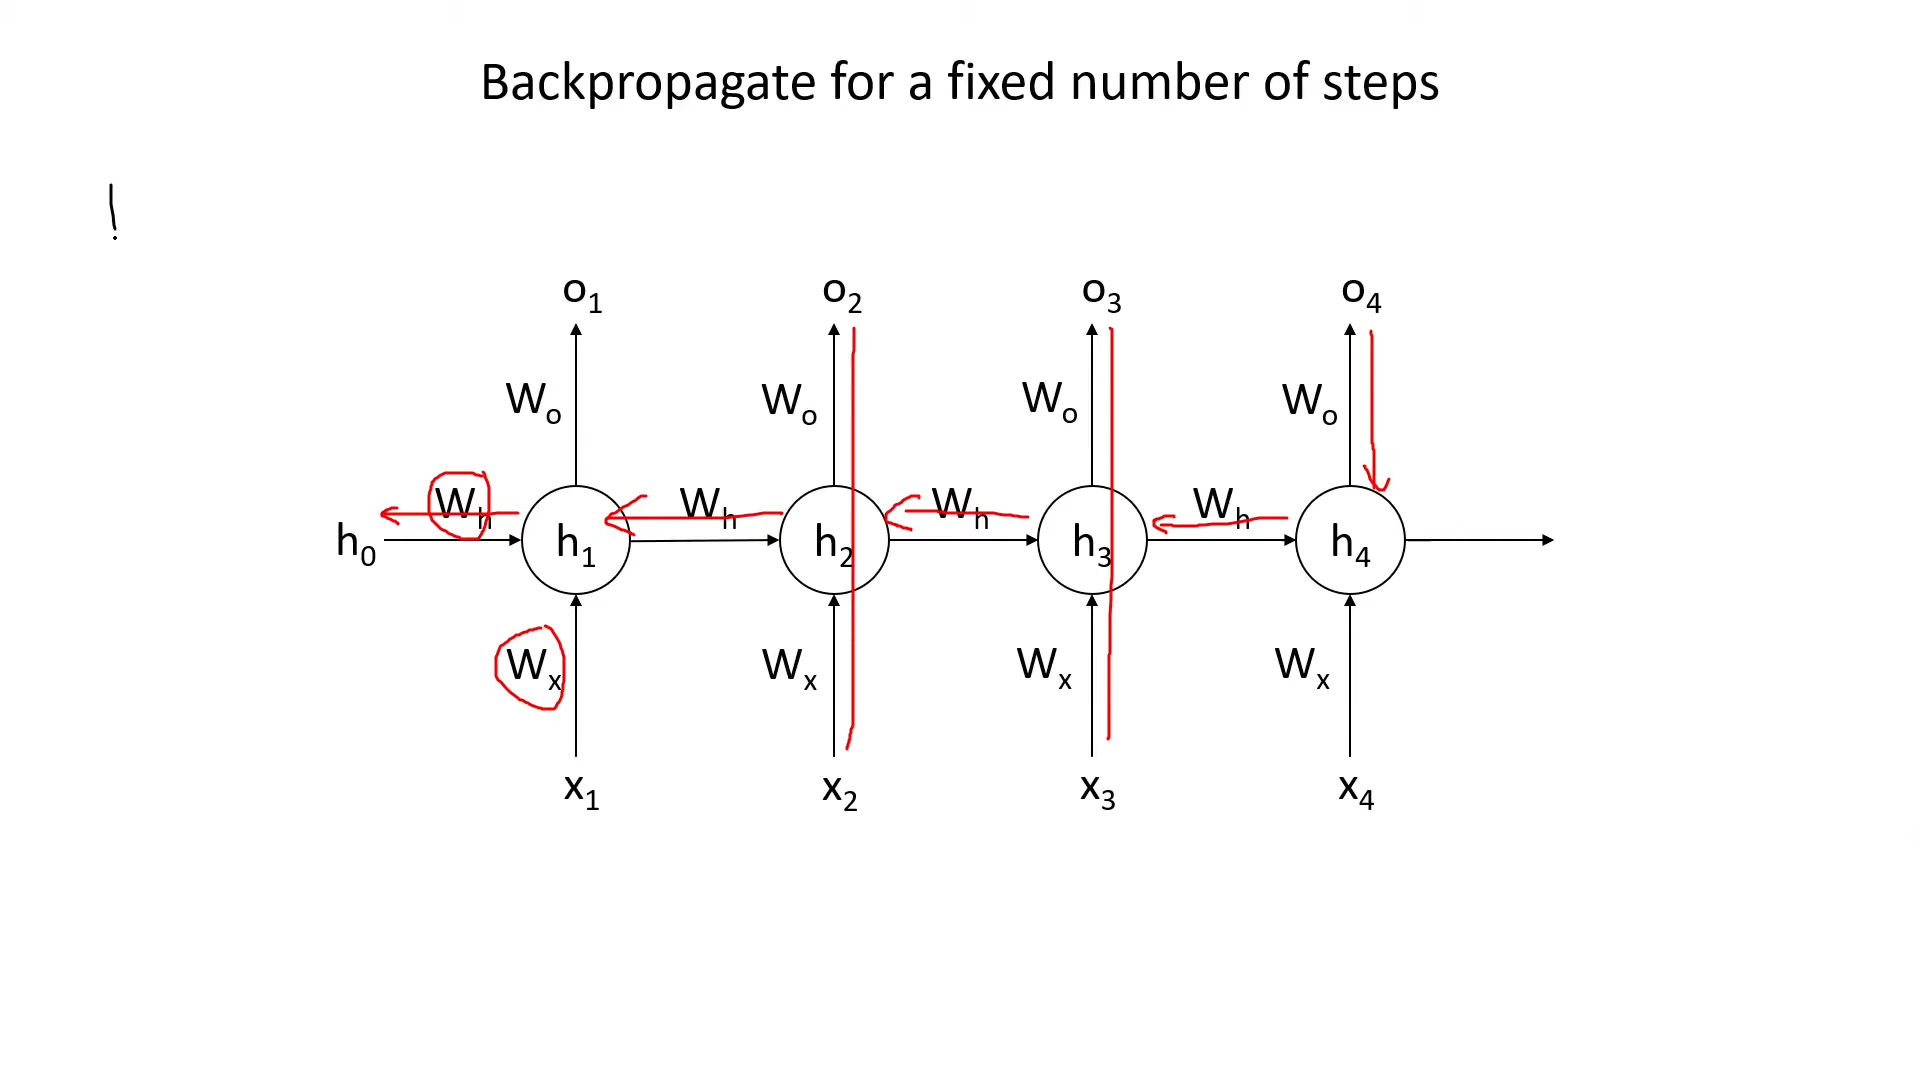 Backpropagate for a fixed number of steps
o1 o2 o3 o4
Wo Wo Wo Wo
Wh Wh Wh Wh
h0 h1 h2 h3 h4
Wx Wx Wx Wx
x1 x2 x3 x4